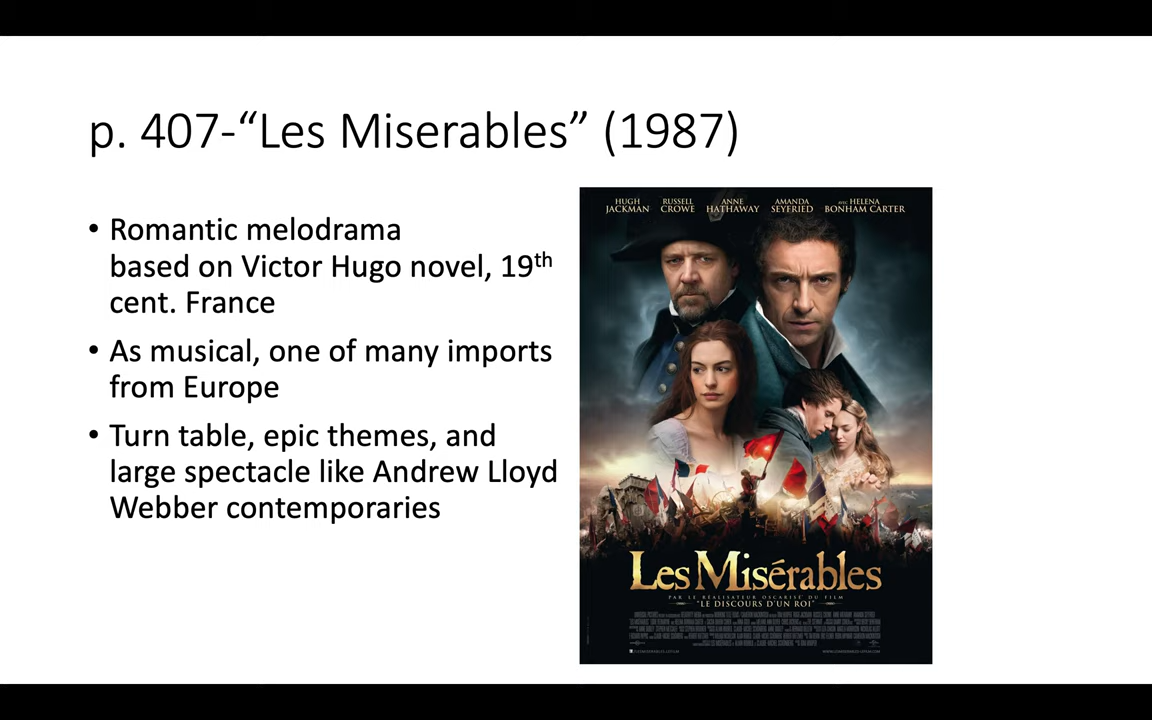 p. 407-“Les Miserables” (1987)
• Romantic melodrama
based on Victor Hugo novel, 19th
cent. France
• As musical, one of many imports
from Europe
• Turn table, epic themes, and
large spectacle like Andrew Lloyd
Webber contemporaries
HUGH JACKMAN RUSSELL CROWE ANNE HATHAWAY AMANDA SEYFRIED AVEC HELENA BONHAM CARTER
Les Misérables
PAR LE RÉALISATEUR OSCARISÉ DU FILM
"LE DISCOURS D'UN ROI"